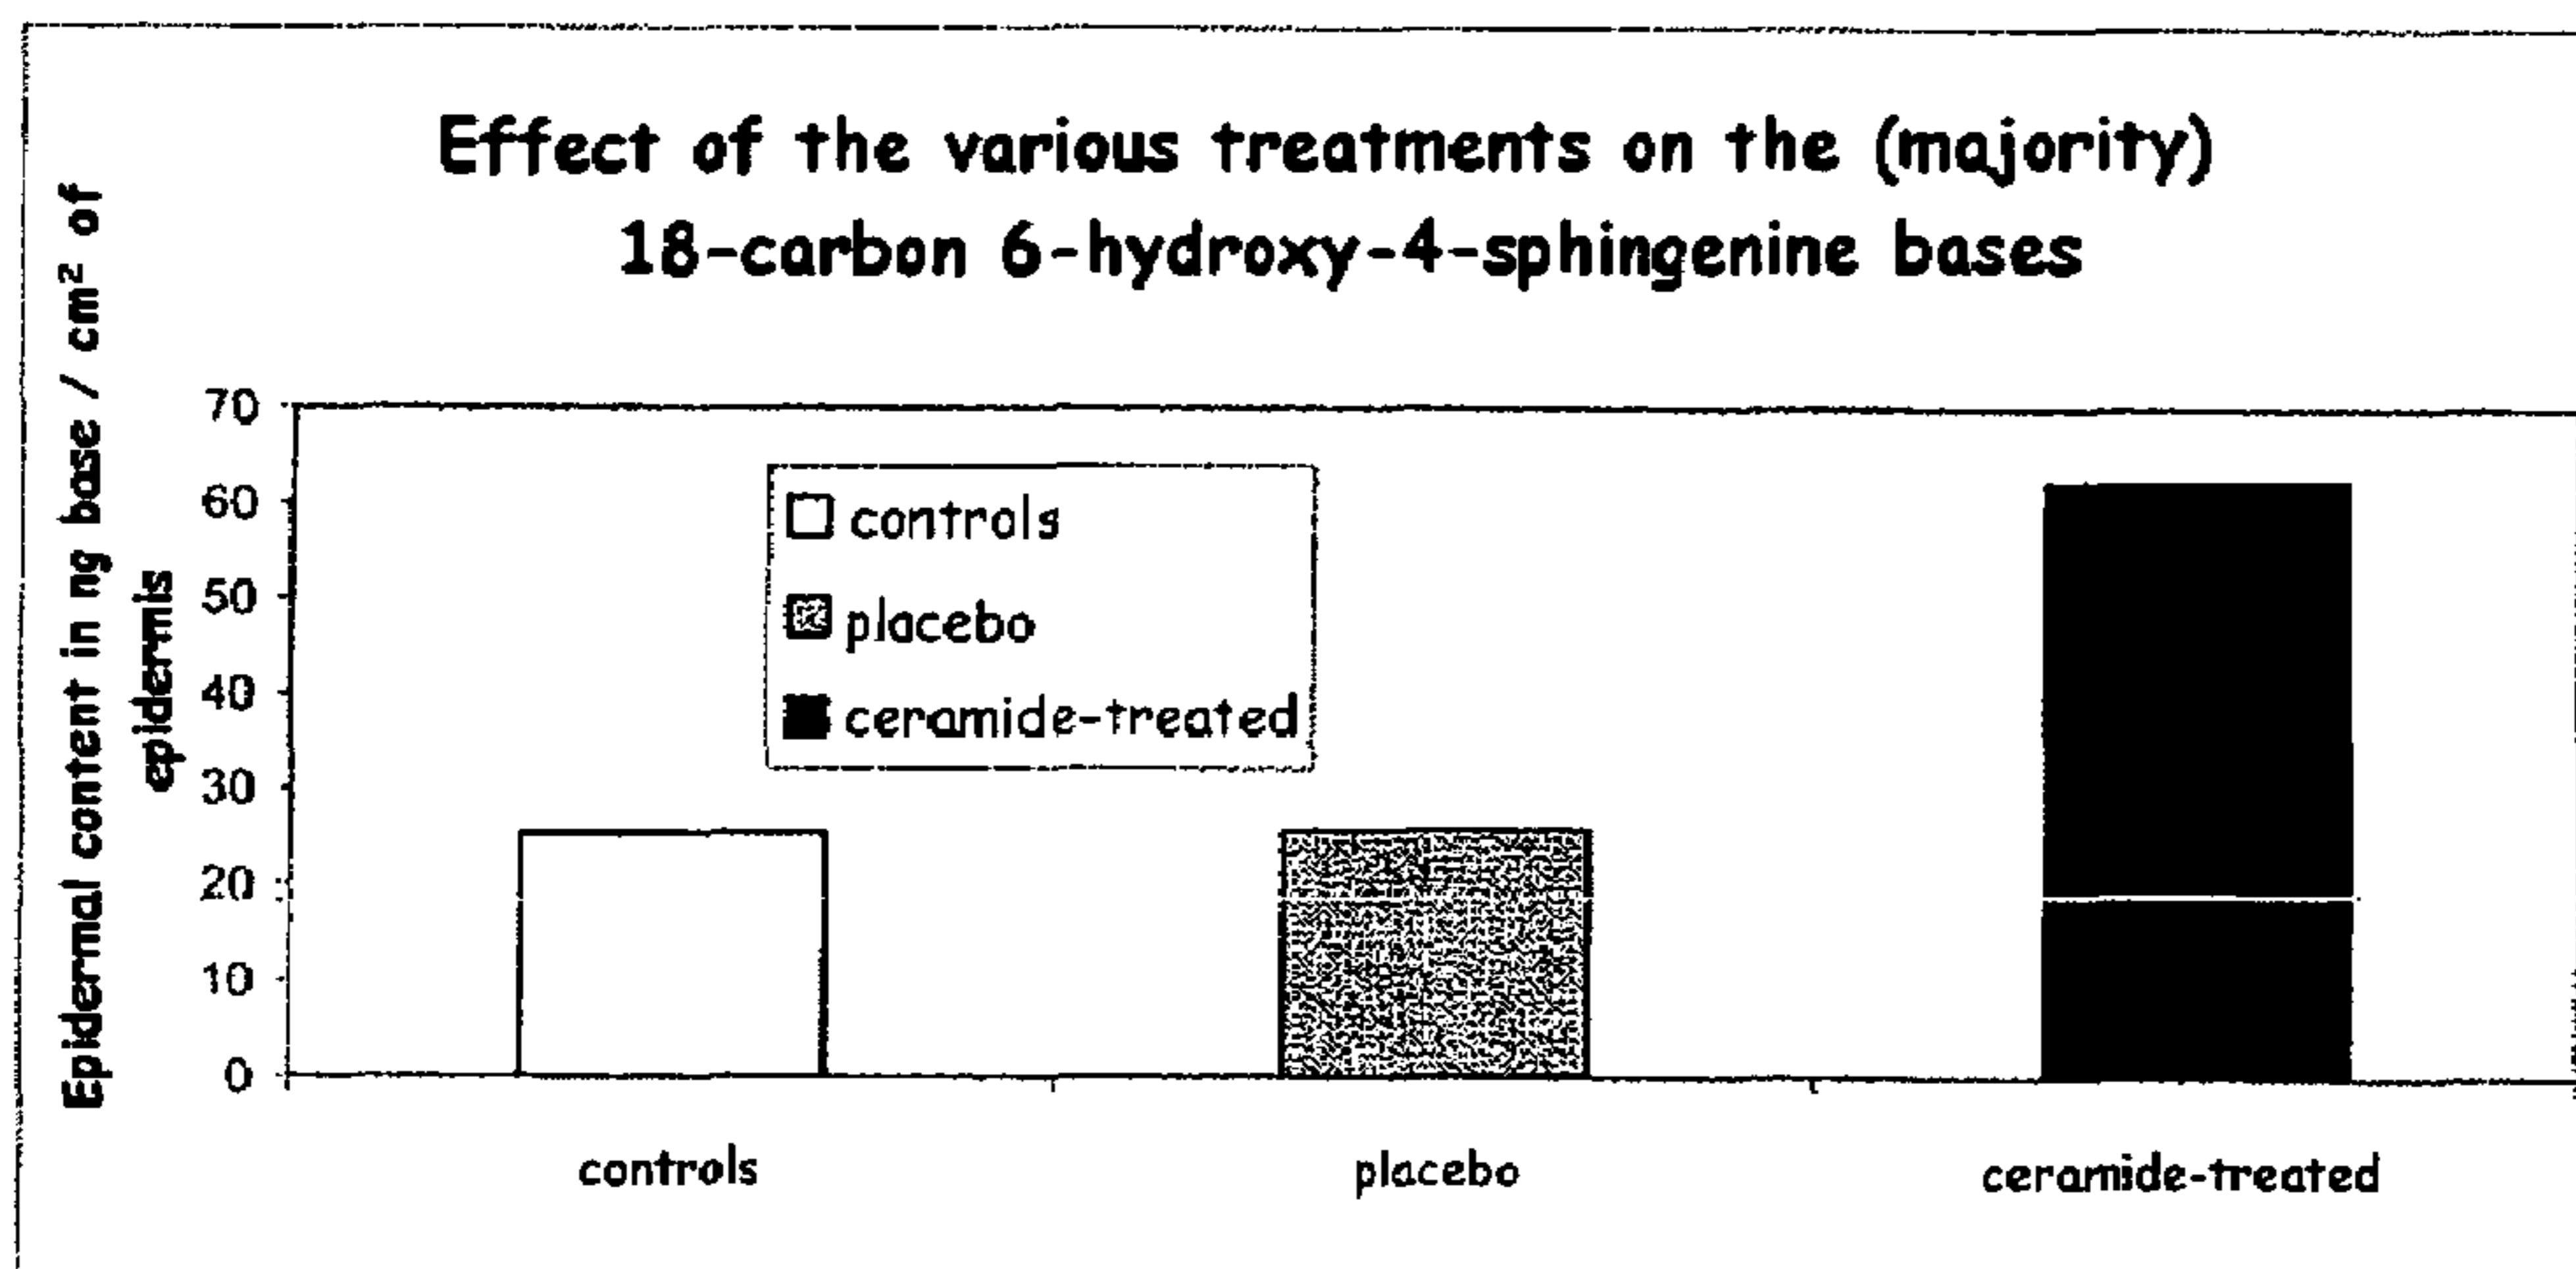 Effect of the various treatments on the (majority)
18-carbon 6-hydroxy-4-sphingenine bases
Epidermal content in ng base / cm² of
epidermis
70
60
50
40
30
20
10
0
controls
placebo
ceramide-treated
controls
placebo
ceramide-treated